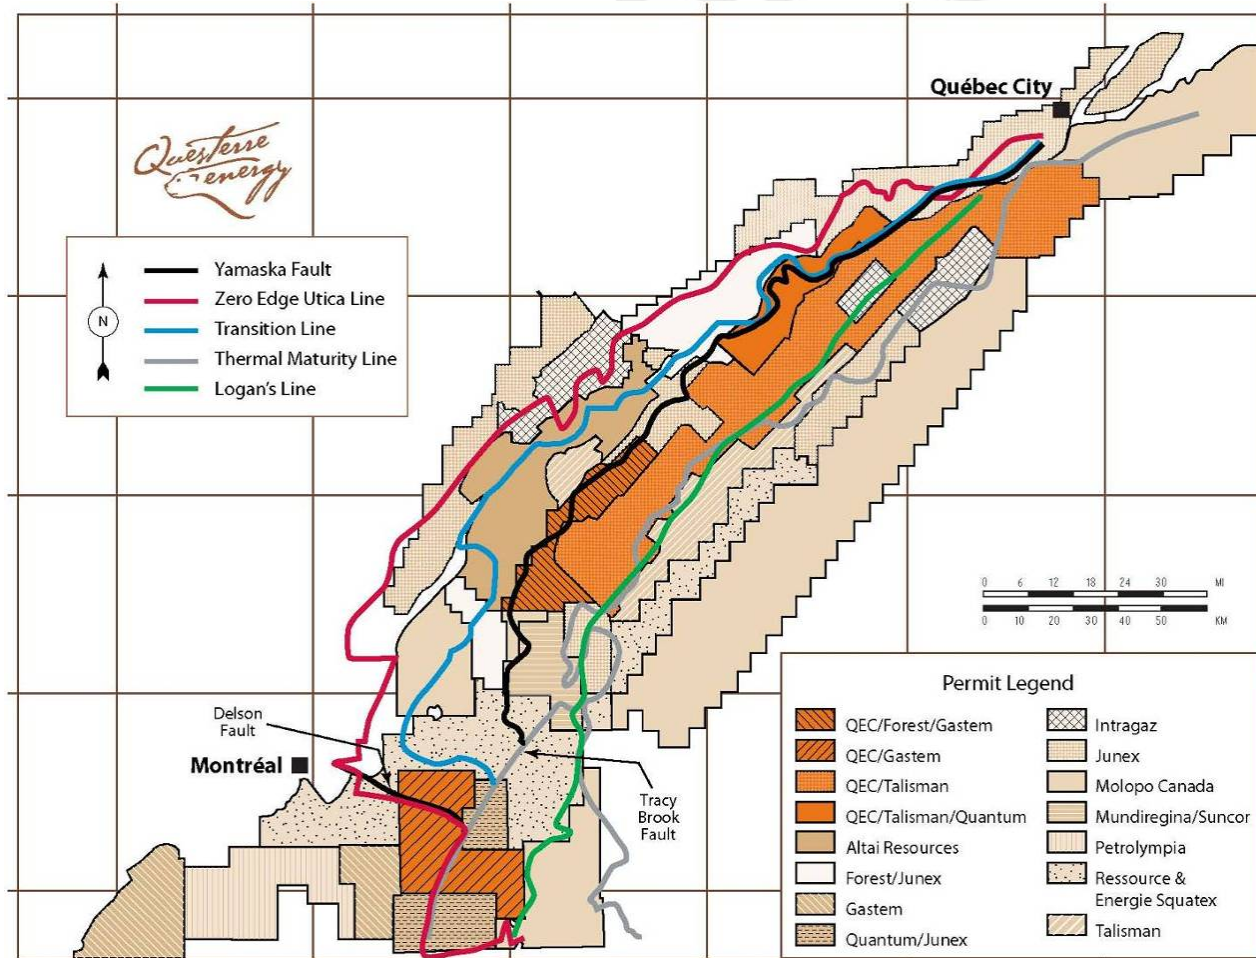 Québec City
Questerre
energy
Yamaska Fault
Zero Edge Utica Line
N
Transition Line
Thermal Maturity Line
Logan's Line
0 6 12 18 24 30 MI
0 10 20 30 40 50 KM
Delson
Fault
Montréal
Tracy
Brook
Fault
Permit Legend
QEC/Forest/Gastem
QEC/Gastem
QEC/Talisman
QEC/Talisman/Quantum
Altai Resources
Forest/Junex
Gastem
Quantum/Junex
Intragaz
Junex
Molopo Canada
Mundiregina/Suncor
Petrolympia
Ressource &
Energie Squatex
Talisman